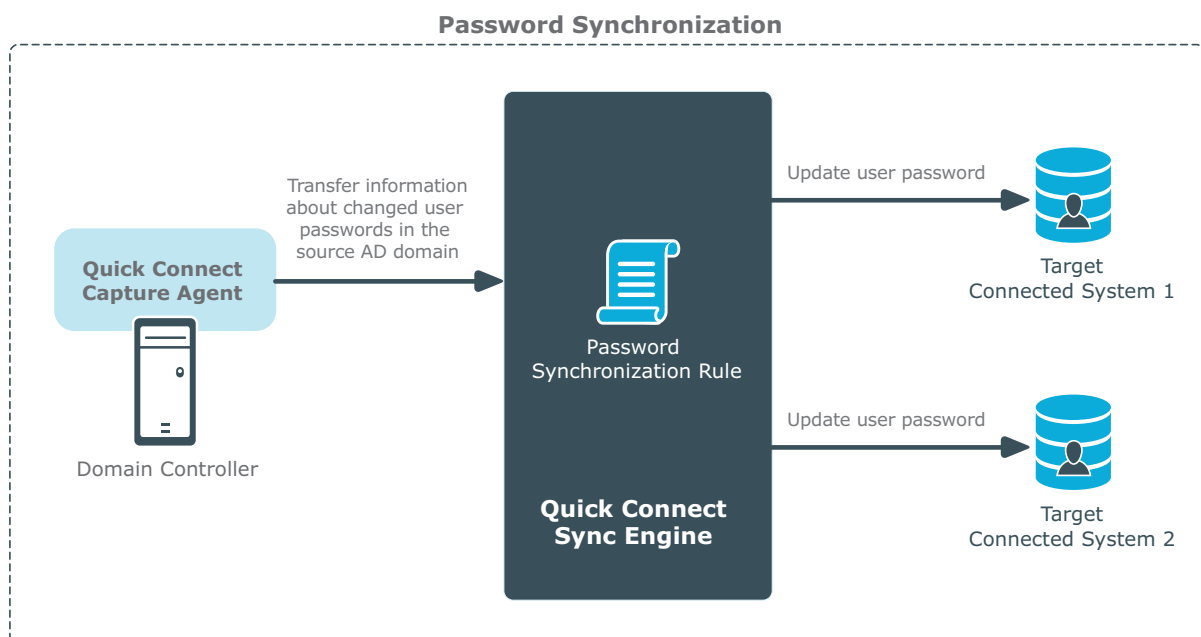 Password Synchronization
Transfer information
about changed user
passwords in the
source AD domain
Quick Connect
Capture Agent
Domain Controller
Password
Synchronization Rule
Quick Connect
Sync Engine
Update user password
Target
Connected System 1
Update user password
Target
Connected System 2